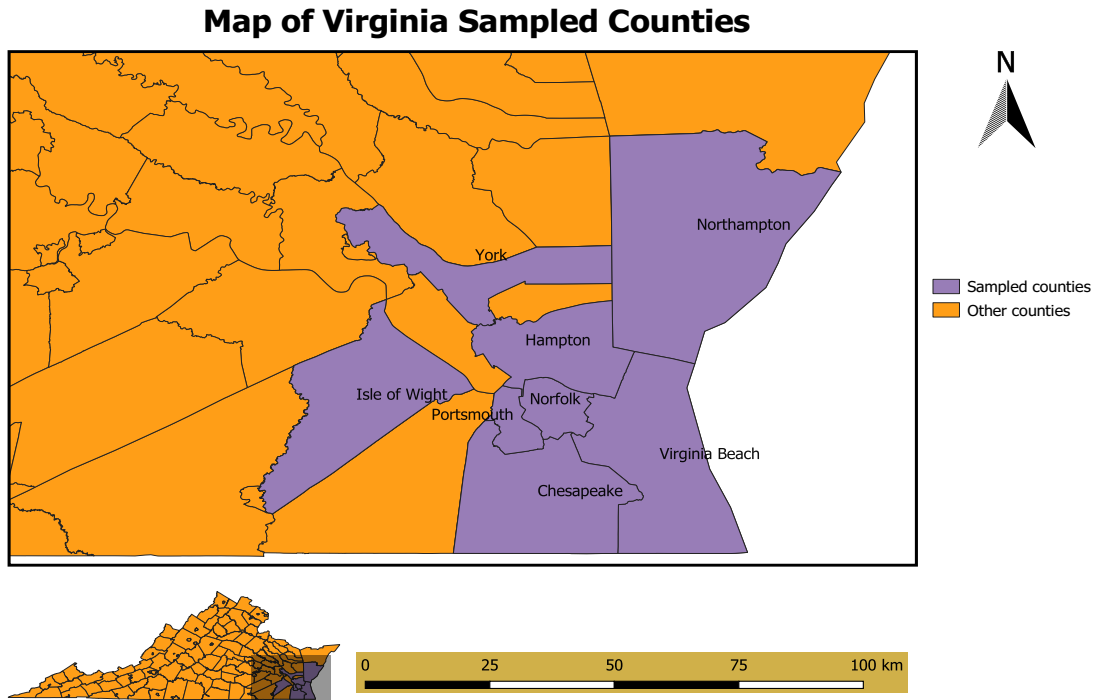 Map of Virginia Sampled Counties
N
Northampton
York
Sampled counties
Other counties
Hampton
Isle of Wight
Norfolk
Portsmouth
Virginia Beach
Chesapeake
0 25 50 75 100 km